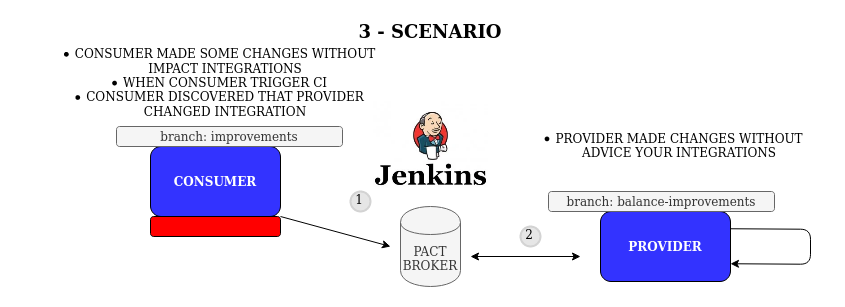 3 - SCENARIO
• CONSUMER MADE SOME CHANGES WITHOUT
IMPACT INTEGRATIONS
• WHEN CONSUMER TRIGGER CI
• CONSUMER DISCOVERED THAT PROVIDER
CHANGED INTEGRATION
branch: improvements
CONSUMER
Jenkins
1
PACT
BROKER
2
• PROVIDER MADE CHANGES WITHOUT
ADVICE YOUR INTEGRATIONS
branch: balance-improvements
PROVIDER